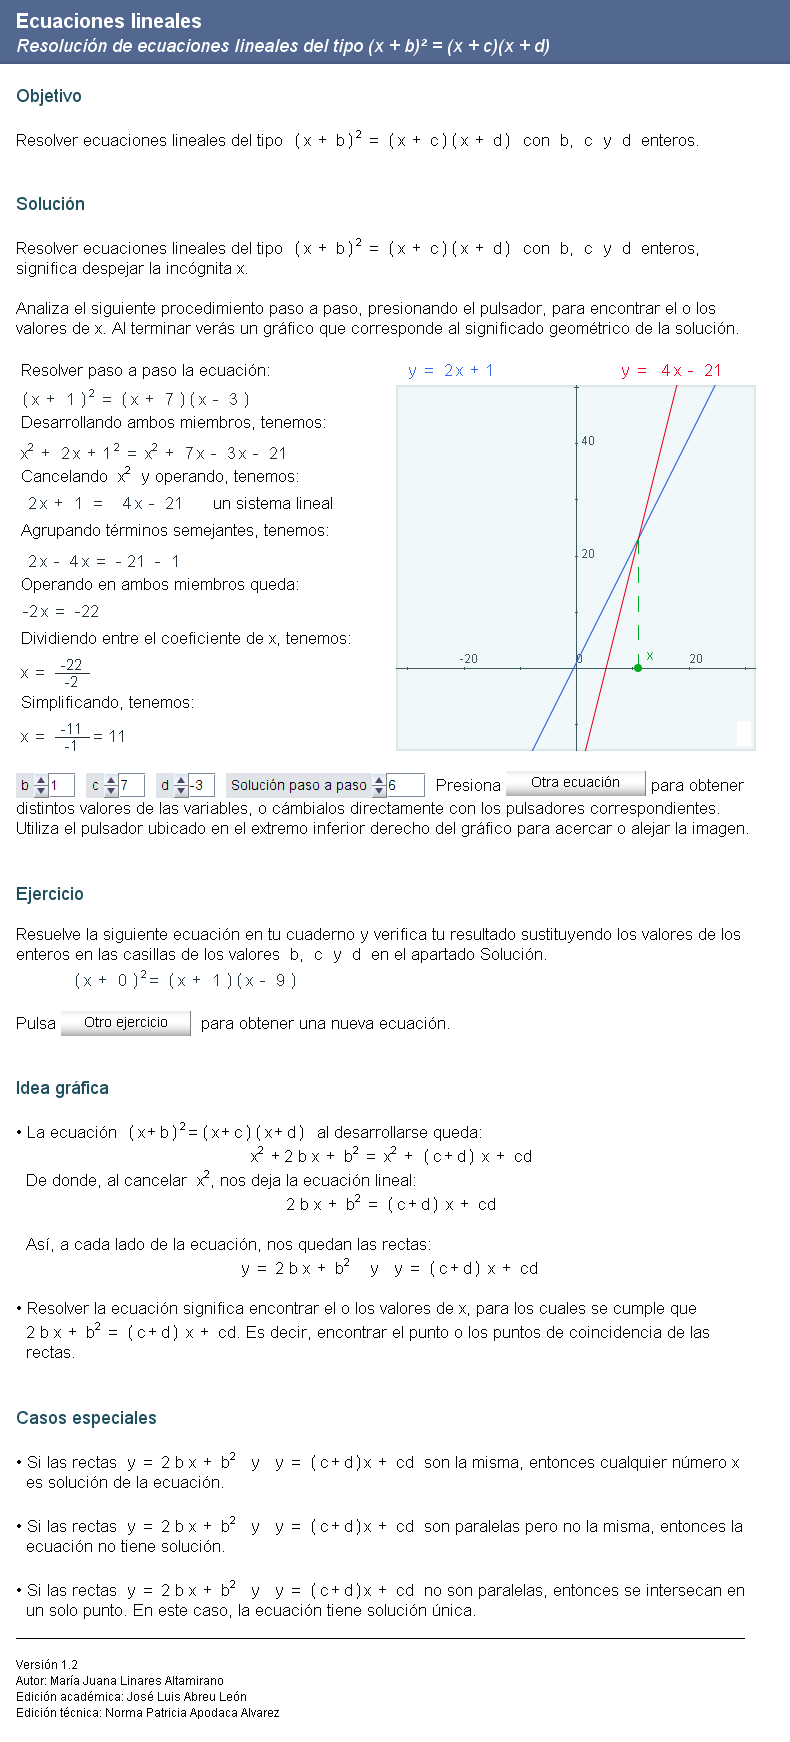 Ecuaciones lineales
Resolución de ecuaciones lineales del tipo (x + b)² = (x + c)(x + d)
Objetivo
Resolver ecuaciones lineales del tipo (x + b)² = (x + c)(x + d) con b, c y d enteros.
Solución
Resolver ecuaciones lineales del tipo (x + b)² = (x + c)(x + d) con b, c y d enteros,
significa despejar la incógnita x.
Analiza el siguiente procedimiento paso a paso, presionando el pulsador, para encontrar el o los
valores de x. Al terminar verás un gráfico que corresponde al significado geométrico de la solución.
Resolver paso a paso la ecuación:
(x + 1)² = (x + 7)(x - 3)
Desarrollando ambos miembros, tenemos:
x² + 2x + 1² = x² + 7x - 3x - 21
Cancelando x² y operando, tenemos:
2x + 1 = 4x - 21 un sistema lineal
Agrupando términos semejantes, tenemos:
2x - 4x = -21 - 1
Operando en ambos miembros queda:
-2x = -22
Dividiendo entre el coeficiente de x, tenemos:
x = -22/-2
Simplificando, tenemos:
x = -11/-1 = 11
y = 2x + 1 y = 4x - 21
40
20
-20 0 x 20
b 1 c 7 d -3 Solución paso a paso 6 Presiona Otra ecuación para obtener
distintos valores de las variables, o cámbialos directamente con los pulsadores correspondientes.
Utiliza el pulsador ubicado en el extremo inferior derecho del gráfico para acercar o alejar la imagen.
Ejercicio
Resuelve la siguiente ecuación en tu cuaderno y verifica tu resultado sustituyendo los valores de los
enteros en las casillas de los valores b, c y d en el apartado Solución.
(x + 0)² = (x + 1)(x - 9)
Pulsa Otro ejercicio para obtener una nueva ecuación.
Idea gráfica
• La ecuación (x+b)²=(x+c)(x+d) al desarrollarse queda:
x² + 2bx + b² = x² + (c+d)x + cd
De donde, al cancelar x², nos deja la ecuación lineal:
2bx + b² = (c+d)x + cd
Así, a cada lado de la ecuación, nos quedan las rectas:
y = 2bx + b² y y = (c+d)x + cd
• Resolver la ecuación significa encontrar el o los valores de x, para los cuales se cumple que
2bx + b² = (c+d)x + cd. Es decir, encontrar el punto o los puntos de coincidencia de las
rectas.
Casos especiales
• Si las rectas y = 2bx + b² y y = (c+d)x + cd son la misma, entonces cualquier número x
es solución de la ecuación.
• Si las rectas y = 2bx + b² y y = (c+d)x + cd son paralelas pero no la misma, entonces la
ecuación no tiene solución.
• Si las rectas y = 2bx + b² y y = (c+d)x + cd no son paralelas, entonces se intersecan en
un solo punto. En este caso, la ecuación tiene solución única.
Versión 1.2
Autor: María Juana Linares Altamirano
Edición académica: José Luis Abreu León
Edición técnica: Norma Patricia Apodaca Alvarez